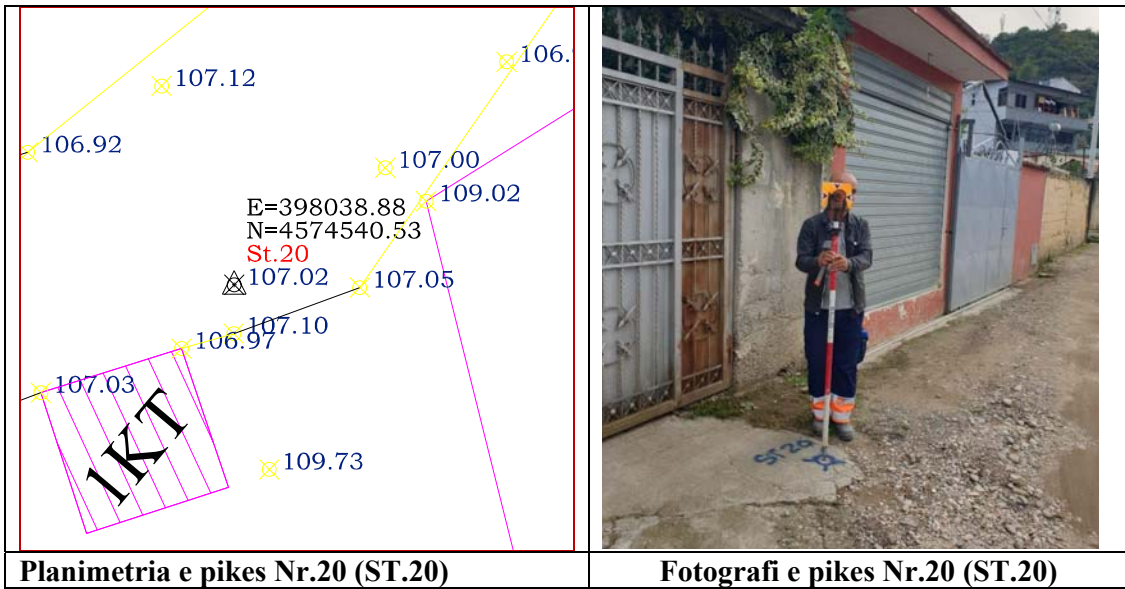 107.12
106.92
107.00
109.02
E=398038.88
N=4574540.53
St.20
107.02
107.05
107.10
106.97
107.03
1KT
109.73
ST.20
Planimetria e pikes Nr.20 (ST.20)
Fotografi e pikes Nr.20 (ST.20)